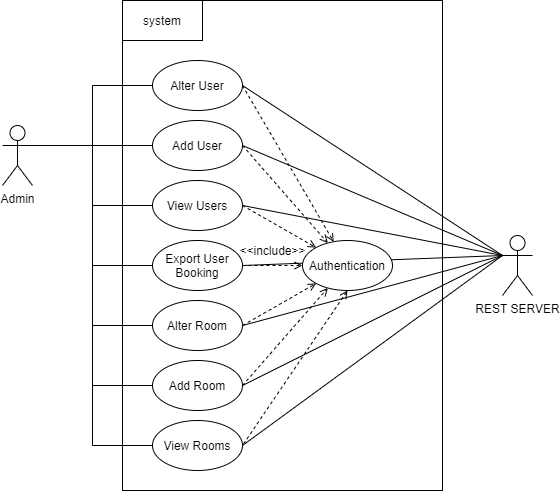 system
Alter User
Add User
Admin
View Users
<<include>>
Export User
Booking
Authentication
REST SERVER
Alter Room
Add Room
View Rooms